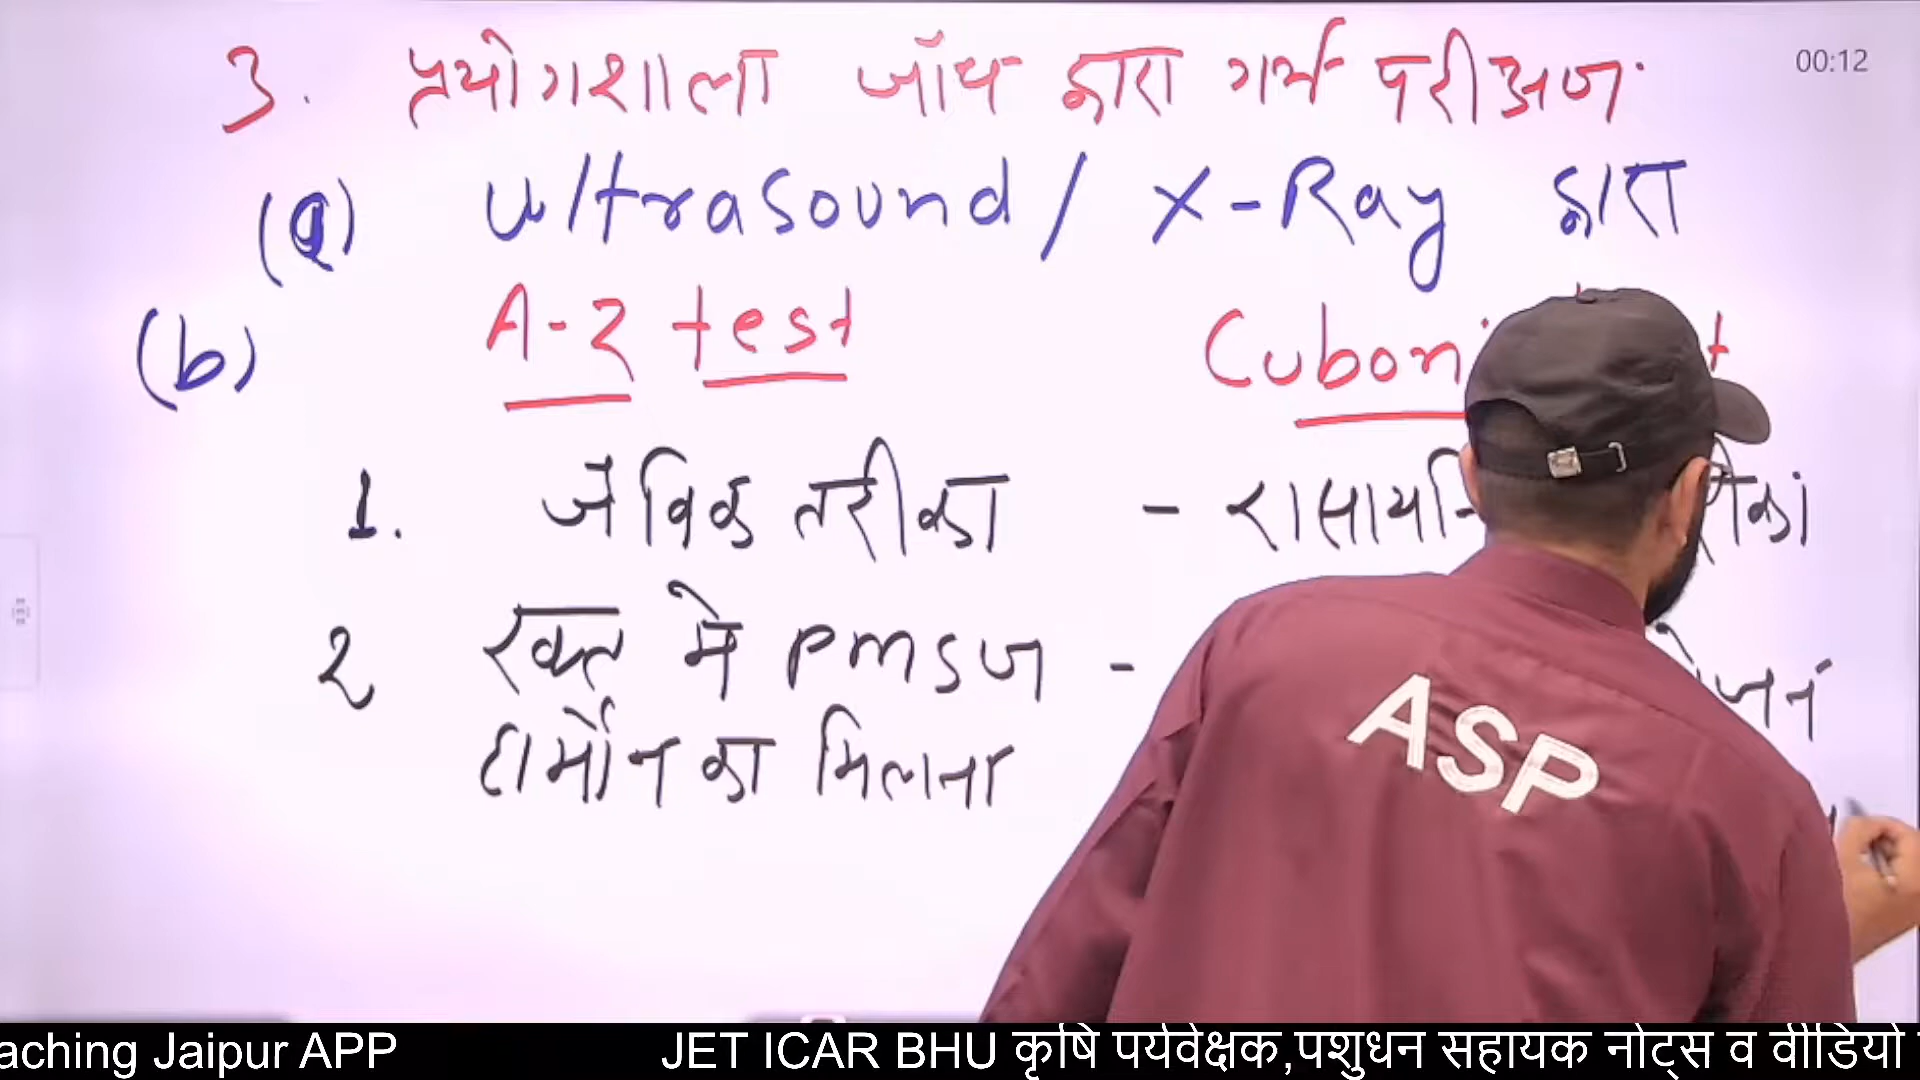 00:12
3. प्रयोगशाला जाँच द्वारा गर्भ परीक्षण
(a) Ultrasound / X-Ray द्वारा
(b) A-Z test
1. जैविक तरीका -
2 रक्त में PMSG -
हार्मोन का मिलना
ASP
aching Jaipur APP JET ICAR BHU कृषि पर्यवेक्षक,पशुधन सहायक नोट्स व वीडियो